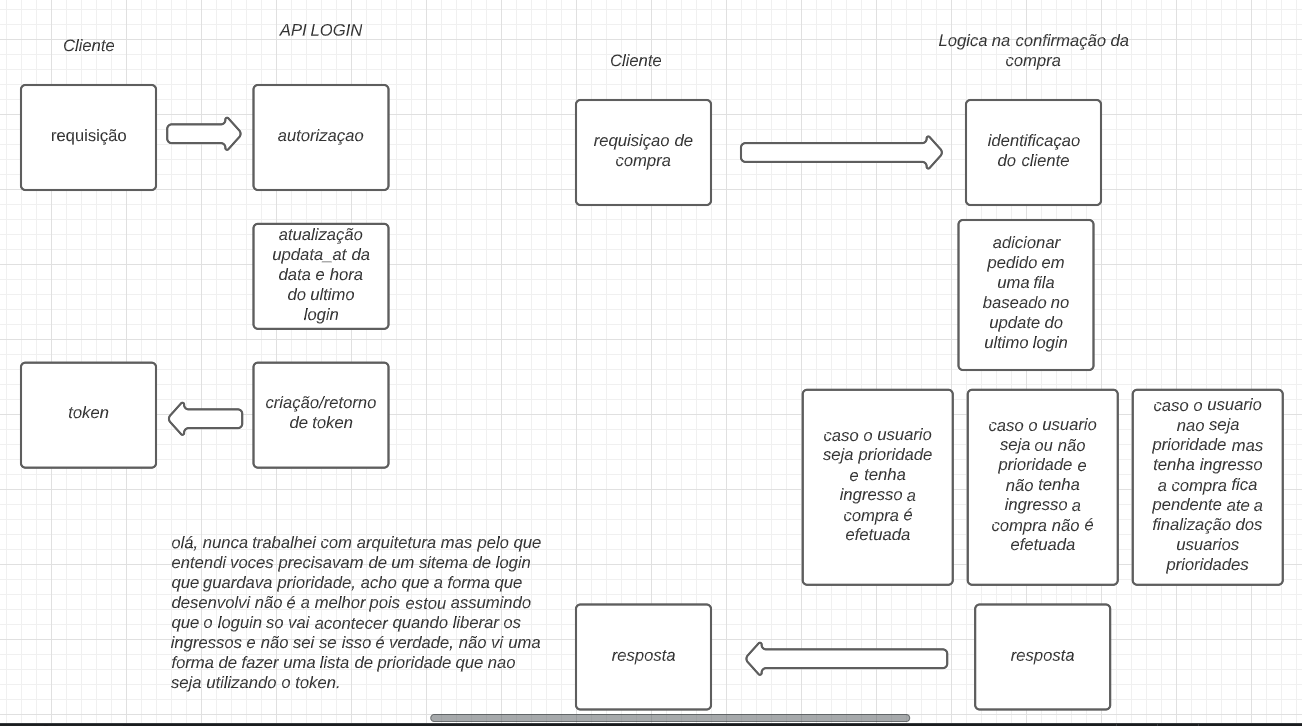 Cliente
API LOGIN
requisição
autorizaçao
atualização
updata_at da
data e hora
do ultimo
login
token
criação/retorno
de token
olá, nunca trabalhei com arquitetura mas pelo que
entendi voces precisavam de um sitema de login
que guardava prioridade, acho que a forma que
desenvolvi não é a melhor pois estou assumindo
que o loguin so vai acontecer quando liberar os
ingressos e não sei se isso é verdade, não vi uma
forma de fazer uma lista de prioridade que nao
seja utilizando o token.
Cliente
Logica na confirmação da
compra
requisiçao de
compra
identificaçao
do cliente
adicionar
pedido em
uma fila
baseado no
update do
ultimo login
caso o usuario
seja prioridade
e tenha
ingresso a
compra é
efetuada
caso o usuario
seja ou não
prioridade e
não tenha
ingresso a
compra não é
efetuada
caso o usuario
nao seja
prioridade mas
tenha ingresso
a compra fica
pendente ate a
finalização dos
usuarios
prioridades
resposta
resposta